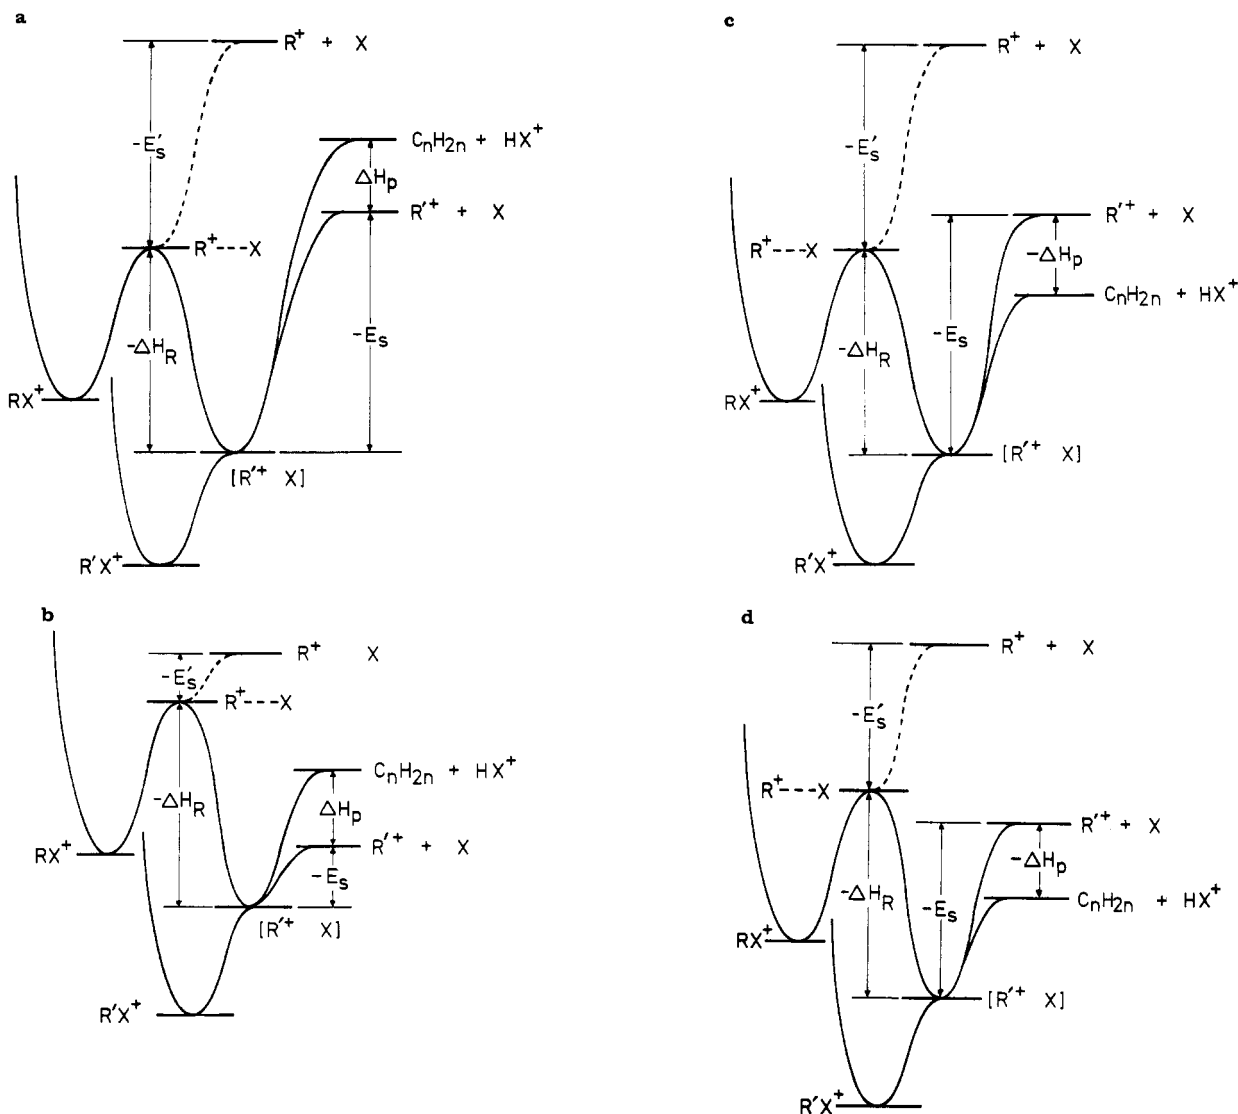 a
R⁺ + X
-E's
CnH2n + HX⁺
ΔHp
R'⁺ + X
R⁺---X
-ΔHR
-Es
RX⁺
[R'⁺ X]
R'X⁺
b
R⁺ X
-E's
R⁺---X
CnH2n + HX⁺
-ΔHR
ΔHp
R'⁺ + X
RX⁺
-Es
[R'⁺ X]
R'X⁺
c
R⁺ + X
-E's
R'⁺ + X
R⁺---X
-ΔHp
CnH2n + HX⁺
-Es
-ΔHR
RX⁺
[R'⁺ X]
R'X⁺
d
R⁺ + X
-E's
R⁺---X
R'⁺ + X
-ΔHp
-ΔHR
-Es
CnH2n + HX⁺
RX⁺
[R'⁺ X]
R'X⁺